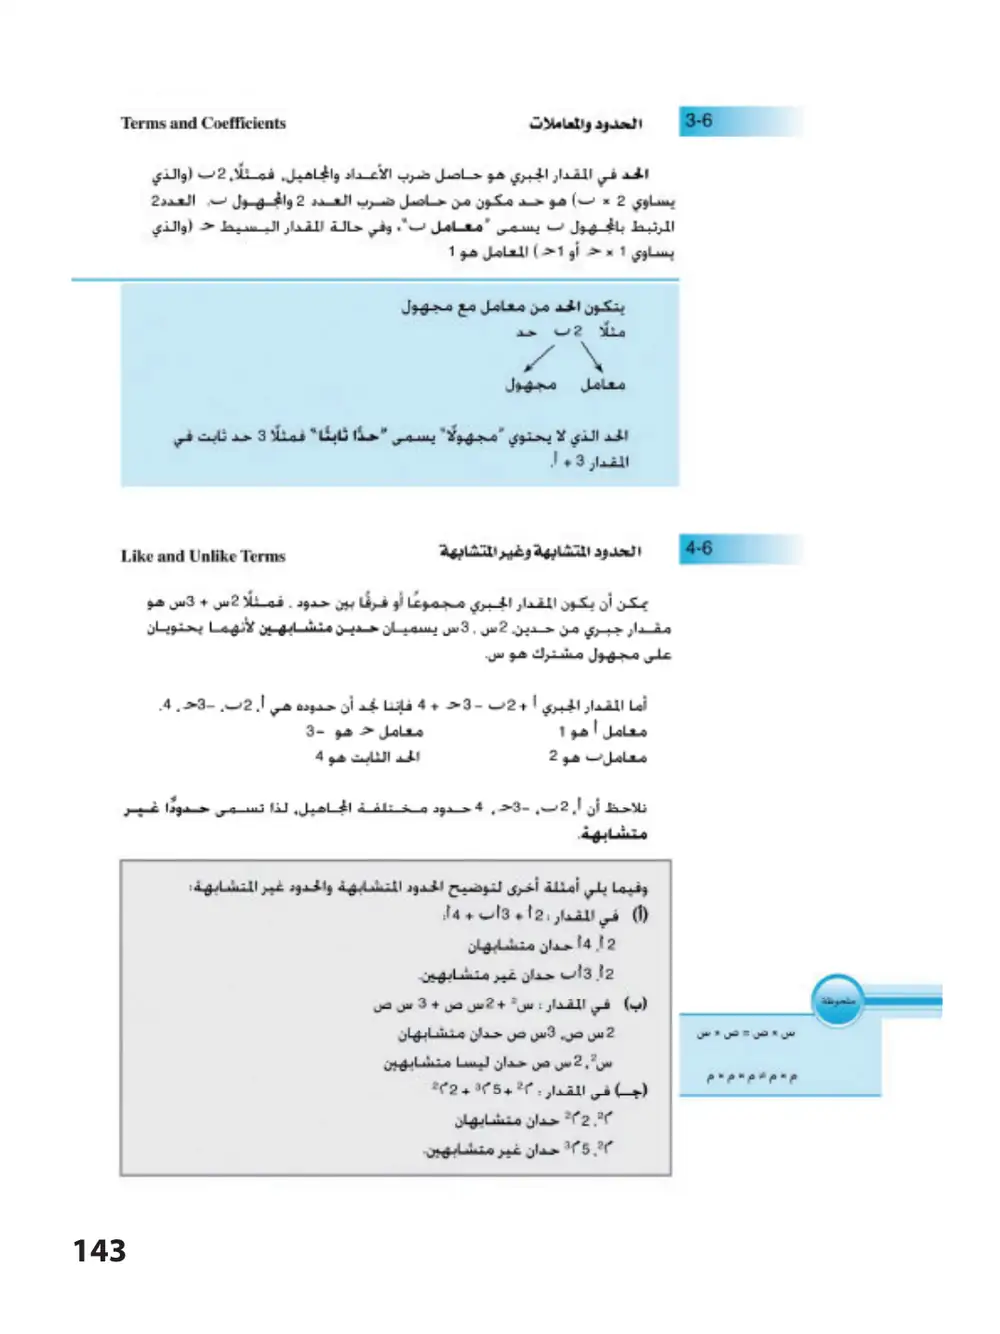 3-6
الحدود والمعاملات
Terms and Coefficients
الحد في المقدار الجبري هو حاصل ضرب الأعداد والمجاهيل، فمثلًا، 2ب (والذي
يساوي 2 × ب) هو حد مكون من حاصل ضرب العدد 2 والمجهول ب. العدد2
المرتبط بالمجهول ب يسمى "معامل ب"، وفي حالة المقدار البسيط حـ (والذي
يساوي 1 × حـ أو 1حـ) المعامل هو 1
يتكون الحد من معامل مع مجهول
مثلًا 2ب حد
معامل مجهول
الحد الذي لا يحتوي "مجهولًا" يسمى "حدًّا ثابتًا" فمثلًا 3 حد ثابت في
المقدار 3 + أ.
4-6
الحدود المتشابهة وغير المتشابهة
Like and Unlike Terms
يمكن أن يكون المقدار الجبري مجموعًا أو فرقًا بين حدود . فمثلًا 2س + 3س هو
مقدار جبري من حدين، 2س ، 3س يسميان حدين متشابهين لأنهما يحتويان
على مجهول مشترك هو س.
أما المقدار الجبري أ + 2ب - 3حـ + 4 فإننا نجد أن حدوده هي أ، 2ب، -3حـ، 4.
معامل أ هو 1 معامل حـ هو -3
معامل ب هو 2 الحد الثابت هو 4
نلاحظ أن أ، 2ب، -3حـ، 4 حدود مختلفة المجاهيل، لذا تسمى حدودًا غير
متشابهة.
وفيما يلي أمثلة أخرى لتوضيح الحدود المتشابهة والحدود غير المتشابهة:
(أ) في المقدار : 2أ + 3أب + 4أ:
2أ، 4أ حدان متشابهان
2أ، 3أب حدان غير متشابهين.
(ب) في المقدار : س² + 2س ص + 3 س ص
2س ص، 3س ص حدان متشابهان
س²، 2س ص حدان ليسا متشابهين
(جـ) في المقدار : م² + 5م³ + 2م²
م²، 2م² حدان متشابهان
م²، 5م³ حدان غير متشابهين.
ملحوظة
س × ص = ص × س
م × م ≠ م × م × م
143